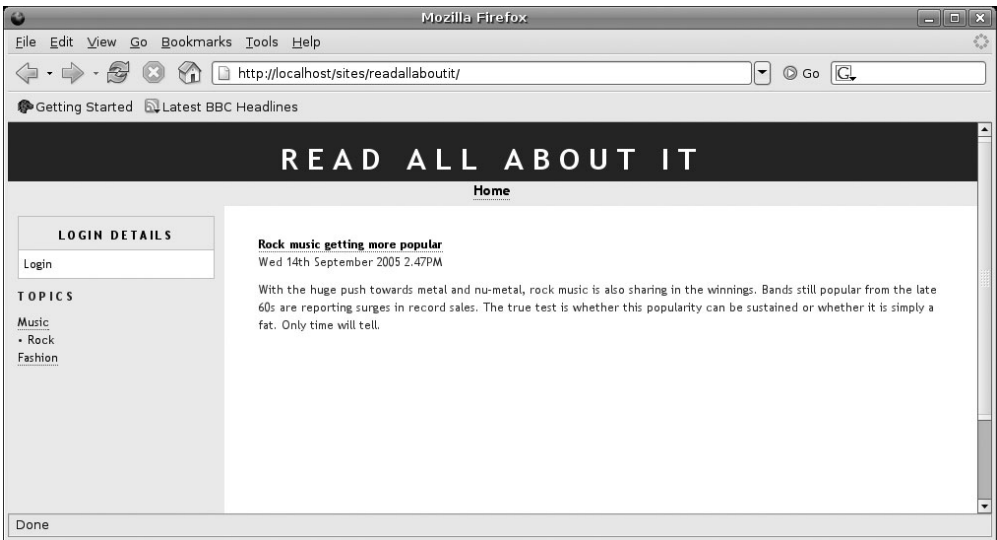 Mozilla Firefox
File Edit View Go Bookmarks Tools Help
http://localhost/sites/readallaboutit/ Go G
Getting Started Latest BBC Headlines
READ ALL ABOUT IT
Home
LOGIN DETAILS
Login
TOPICS
Music
• Rock
Fashion
Rock music getting more popular
Wed 14th September 2005 2.47PM
With the huge push towards metal and nu-metal, rock music is also sharing in the winnings. Bands still popular from the late
60s are reporting surges in record sales. The true test is whether this popularity can be sustained or whether it is simply a
fat. Only time will tell.
Done